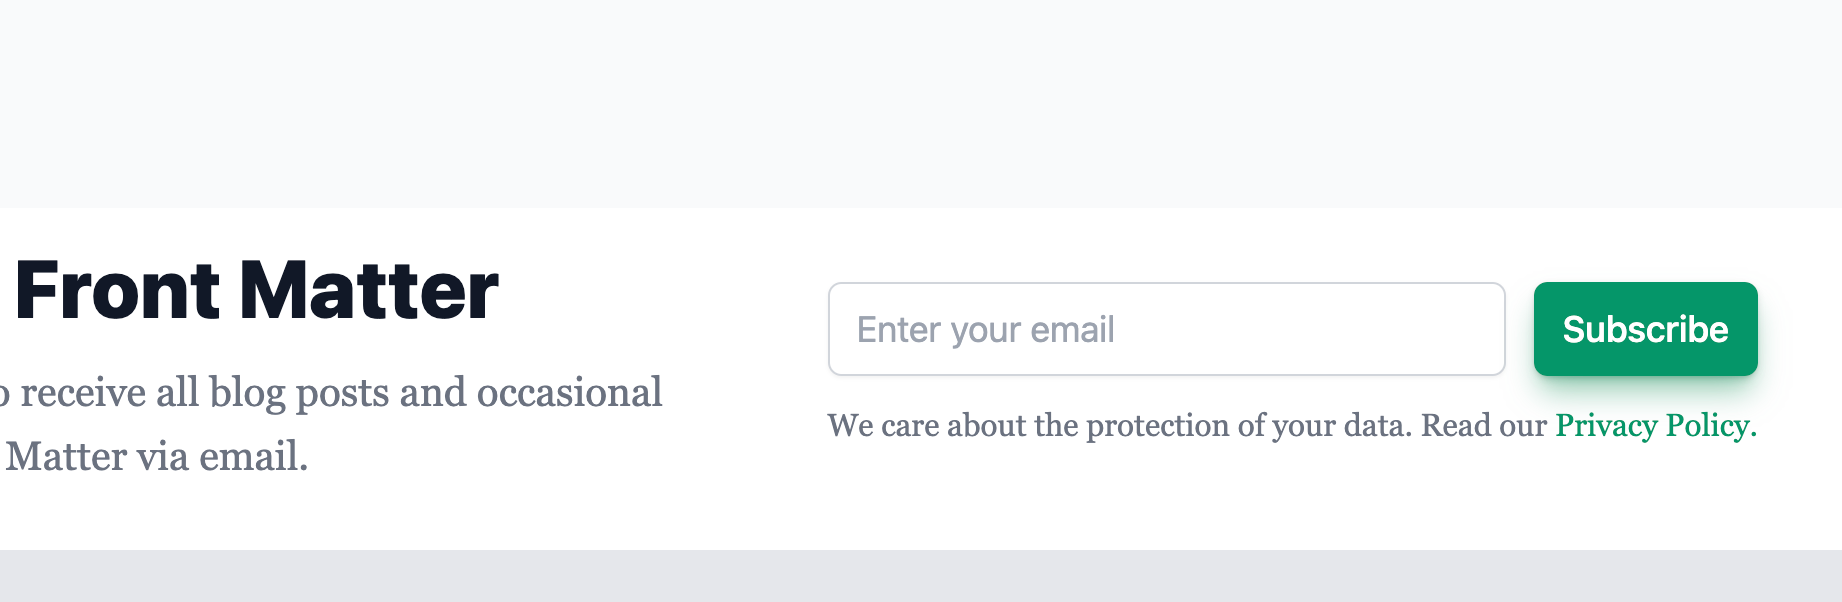 Front Matter
receive all blog posts and occasional
Matter via email.
Enter your email
Subscribe
We care about the protection of your data. Read our Privacy Policy.